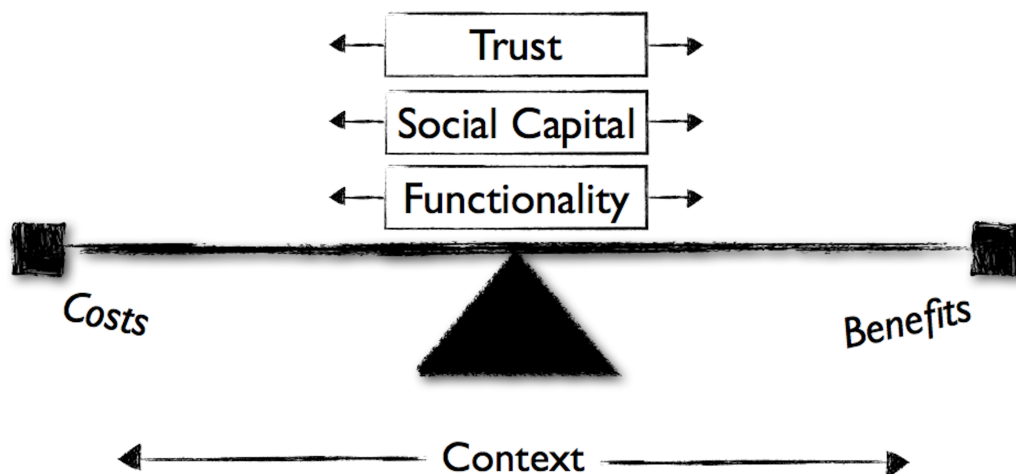 Trust
Social Capital
Functionality
Costs
Benefits
Context